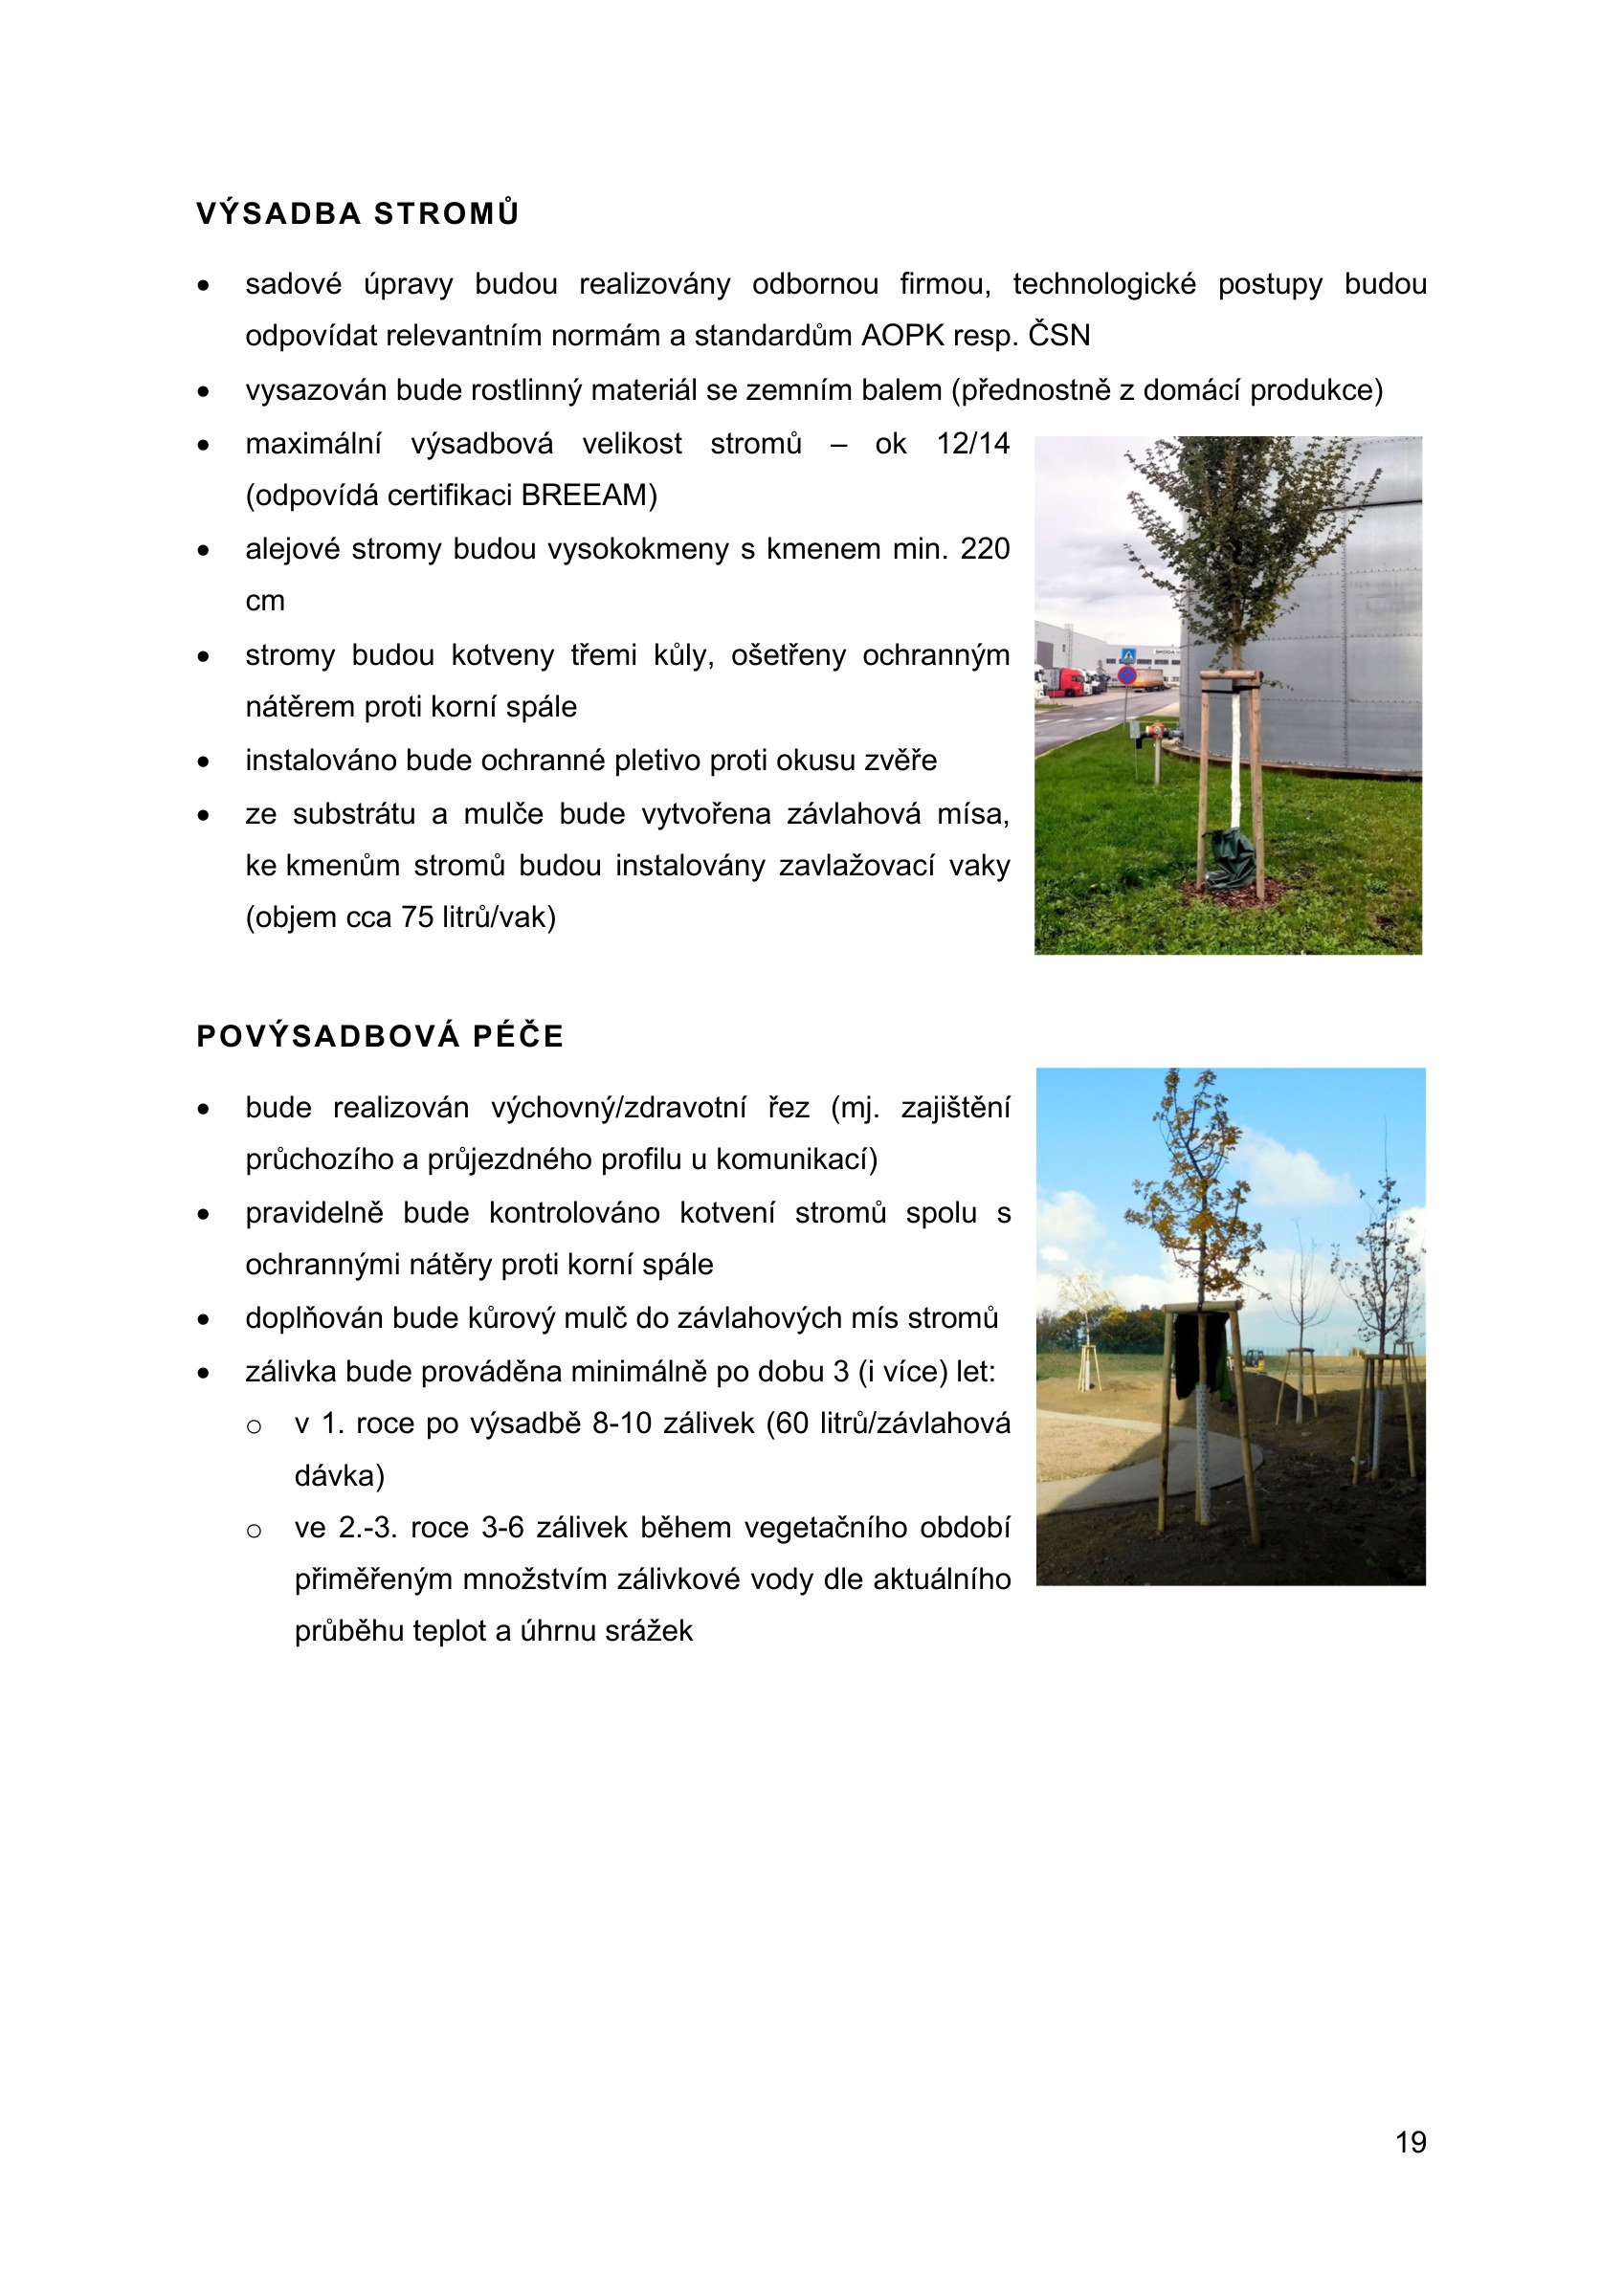 VÝSADBA STROMŮ
• sadové úpravy budou realizovány odbornou firmou, technologické postupy budou
odpovídat relevantním normám a standardům AOPK resp. ČSN
• vysazován bude rostlinný materiál se zemním balem (přednostně z domácí produkce)
• maximální výsadbová velikost stromů – ok 12/14
(odpovídá certifikaci BREEAM)
• alejové stromy budou vysokokmeny s kmenem min. 220
cm
• stromy budou kotveny třemi kůly, ošetřeny ochranným
nátěrem proti korní spále
• instalováno bude ochranné pletivo proti okusu zvěře
• ze substrátu a mulče bude vytvořena závlahová mísa,
ke kmenům stromů budou instalovány zavlažovací vaky
(objem cca 75 litrů/vak)
POVÝSADBOVÁ PÉČE
• bude realizován výchovný/zdravotní řez (mj. zajištění
průchozího a průjezdného profilu u komunikací)
• pravidelně bude kontrolováno kotvení stromů spolu s
ochrannými nátěry proti korní spále
• doplňován bude kůrový mulč do závlahových mís stromů
• zálivka bude prováděna minimálně po dobu 3 (i více) let:
o v 1. roce po výsadbě 8-10 zálivek (60 litrů/závlahová
dávka)
o ve 2.-3. roce 3-6 zálivek během vegetačního období
přiměřeným množstvím zálivkové vody dle aktuálního
průběhu teplot a úhrnu srážek
19